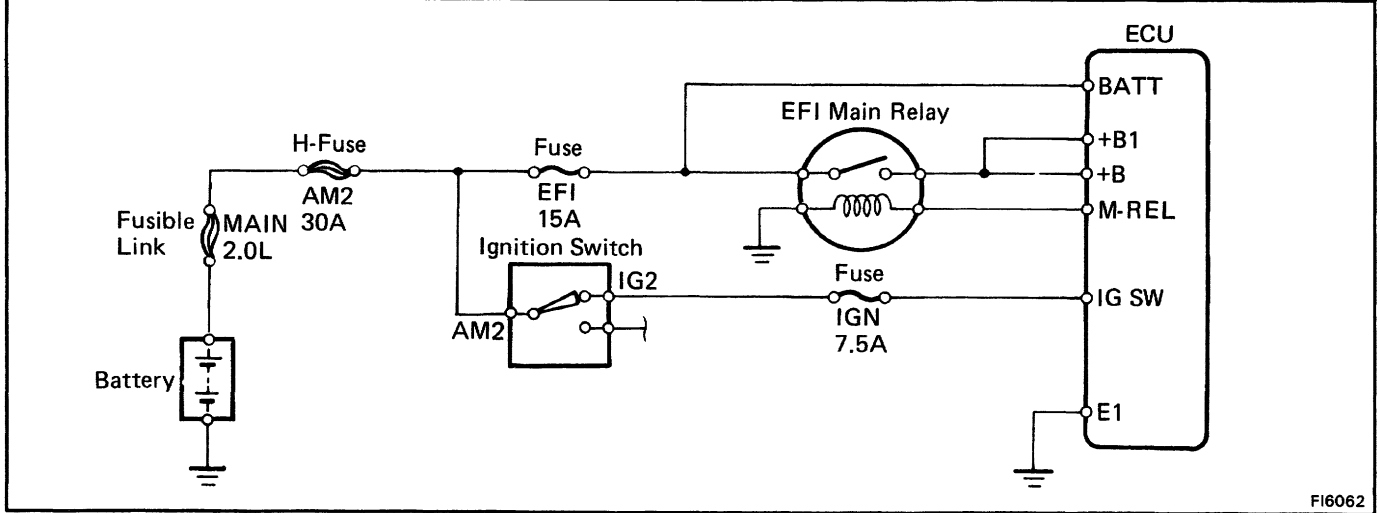 ECU
BATT
EFI Main Relay
+B1
H-Fuse
Fuse
+B
AM2
30A
EFI
15A
M-REL
Fusible
Link
MAIN
2.0L
Ignition Switch
IG2
Fuse
IG SW
AM2
IGN
7.5A
Battery
E1
FI6062